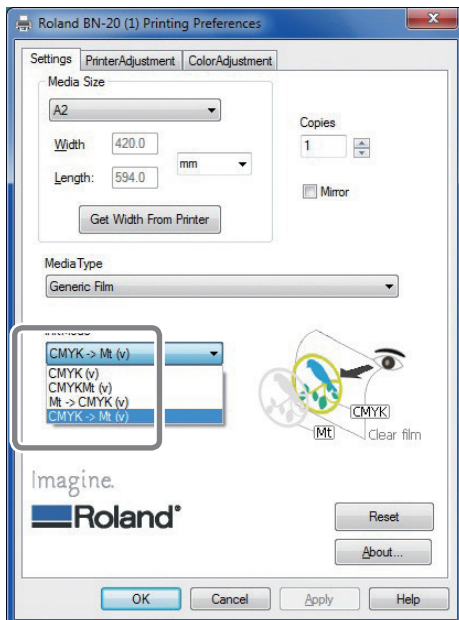 Roland BN-20 (1) Printing Preferences
Settings PrinterAdjustment ColorAdjustment
Media Size
A2
Width 420.0
mm
Length: 594.0
Get Width From Printer
Copies
1
Mirror
MediaType
Generic Film
CMYK -> Mt (v)
CMYK (v)
CMYKMt (v)
Mt -> CMYK (v)
CMYK -> Mt (v)
CMYK
Mt
Clear film
Imagine.
Roland®
Reset
About...
OK Cancel Apply Help